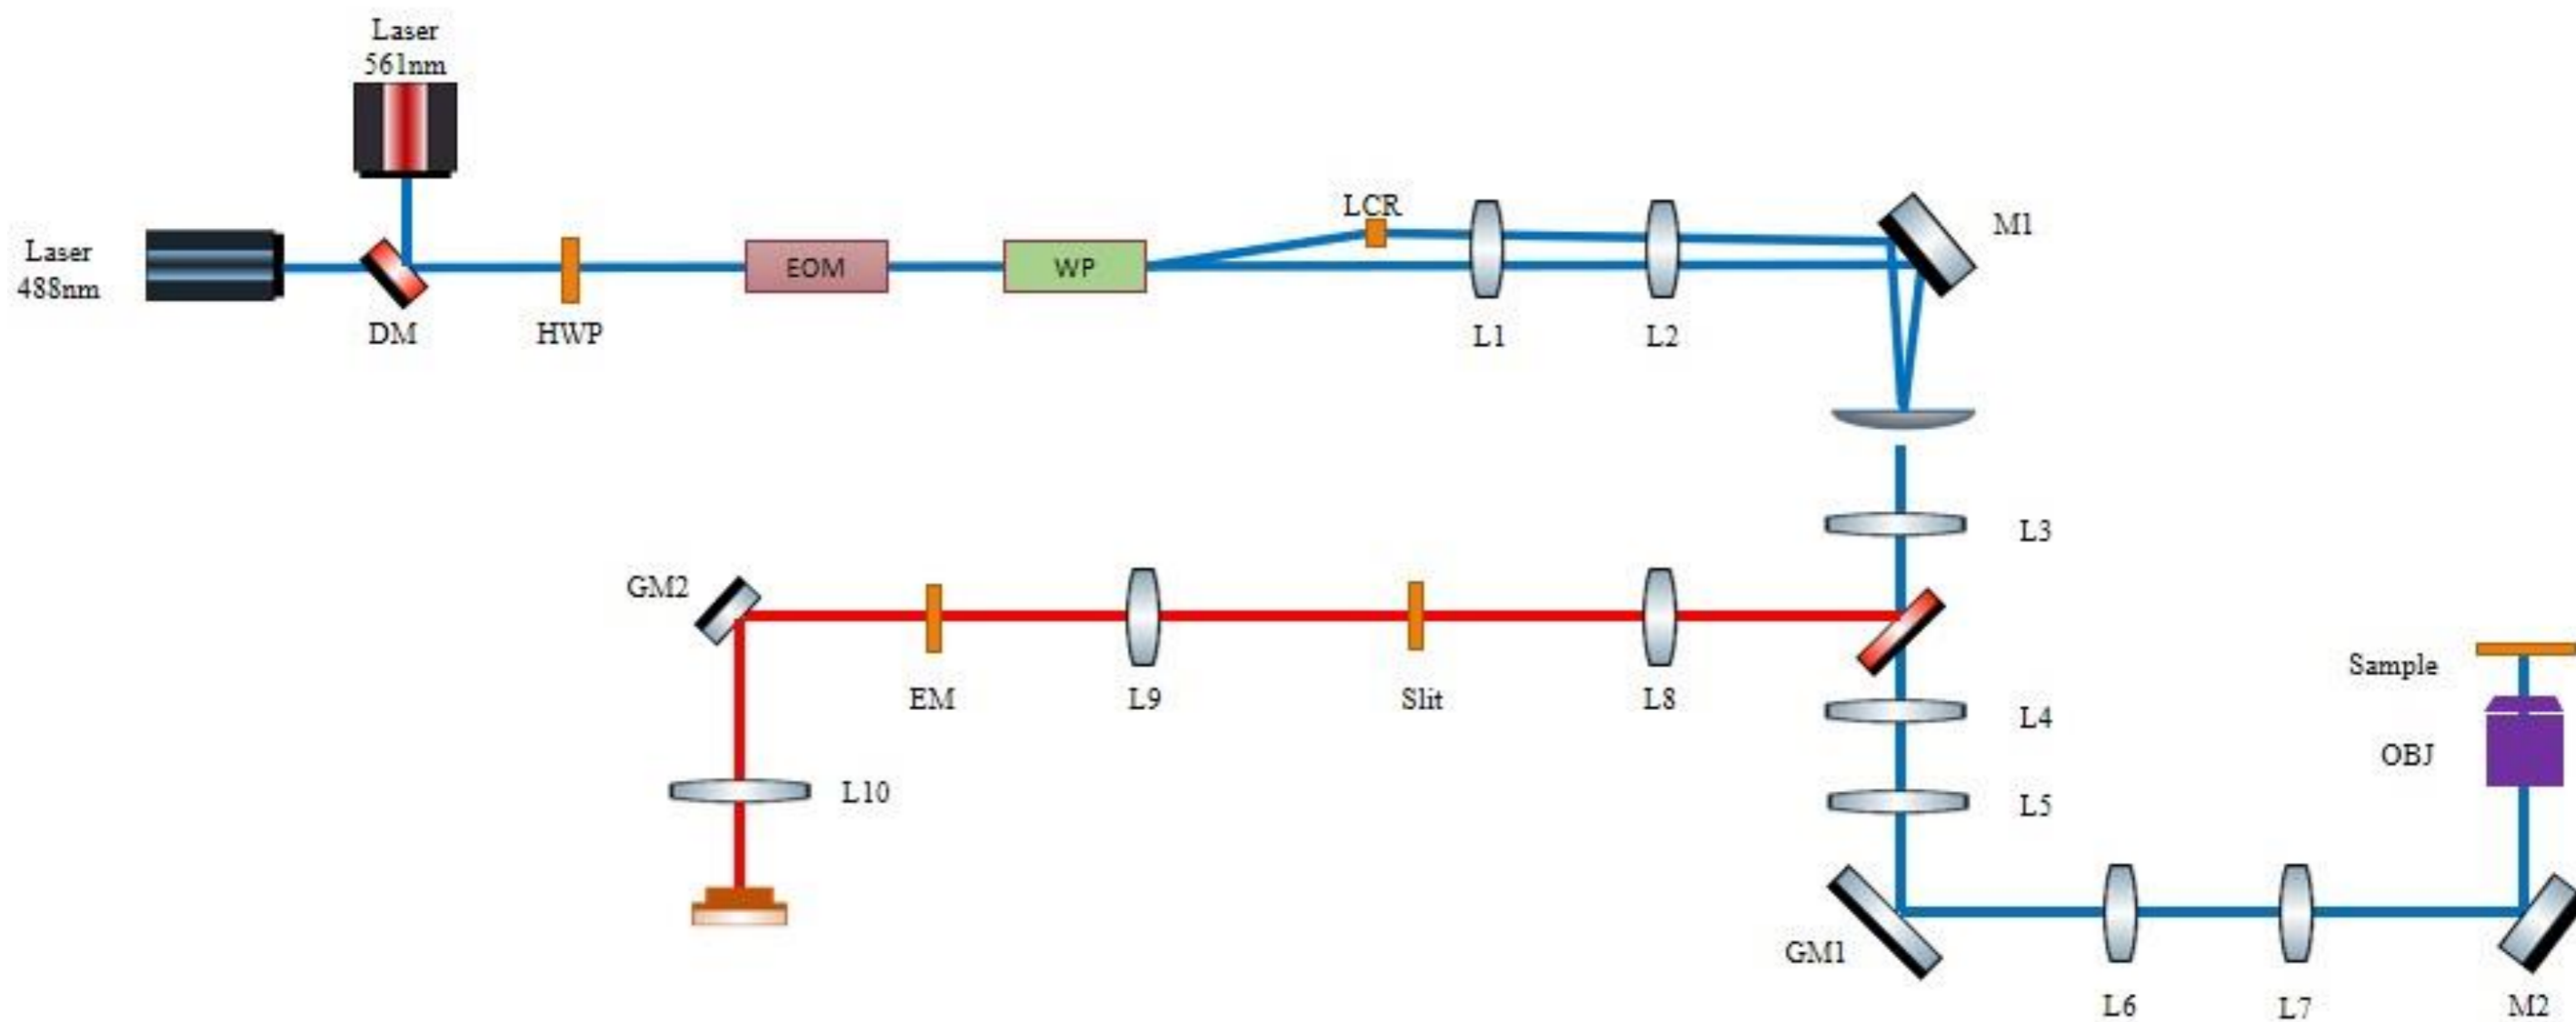 Laser
561nm
Laser
488nm
DM
HWP
EOM
WP
LCR
L1
L2
M1
L3
GM2
EM
L9
Slit
L8
L4
Sample
OBJ
L10
L5
GM1
L6
L7
M2